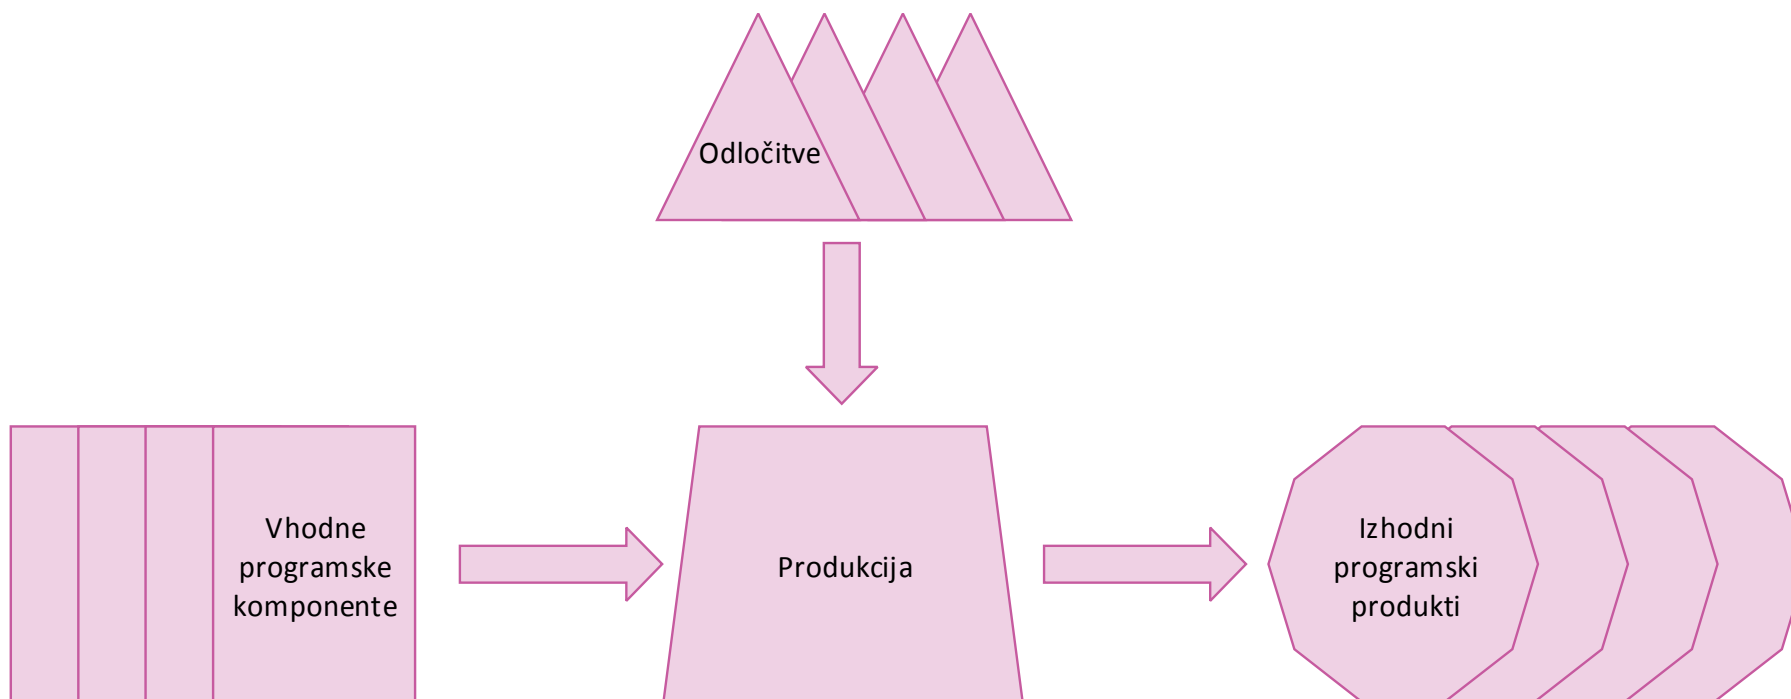 Odločitve
Vhodne
programske
komponente
Produkcija
Izhodni
programski
produkti